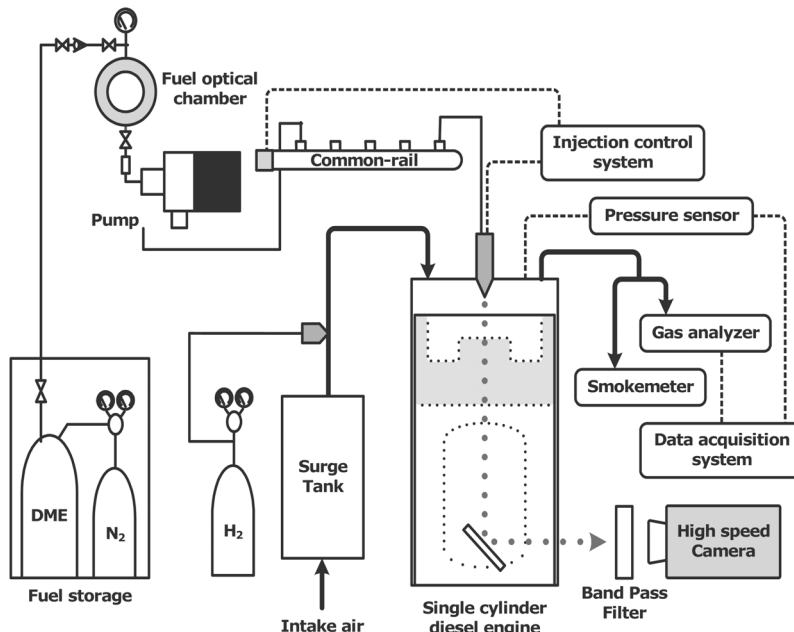 Fuel optical
chamber
Common-rail
Injection control
system
Pump
Pressure sensor
Gas analyzer
Smokemeter
Surge
Tank
Data acquisition
system
DME
N₂
H₂
High speed
Camera
Fuel storage
Band Pass
Filter
Intake air
Single cylinder
diesel engine